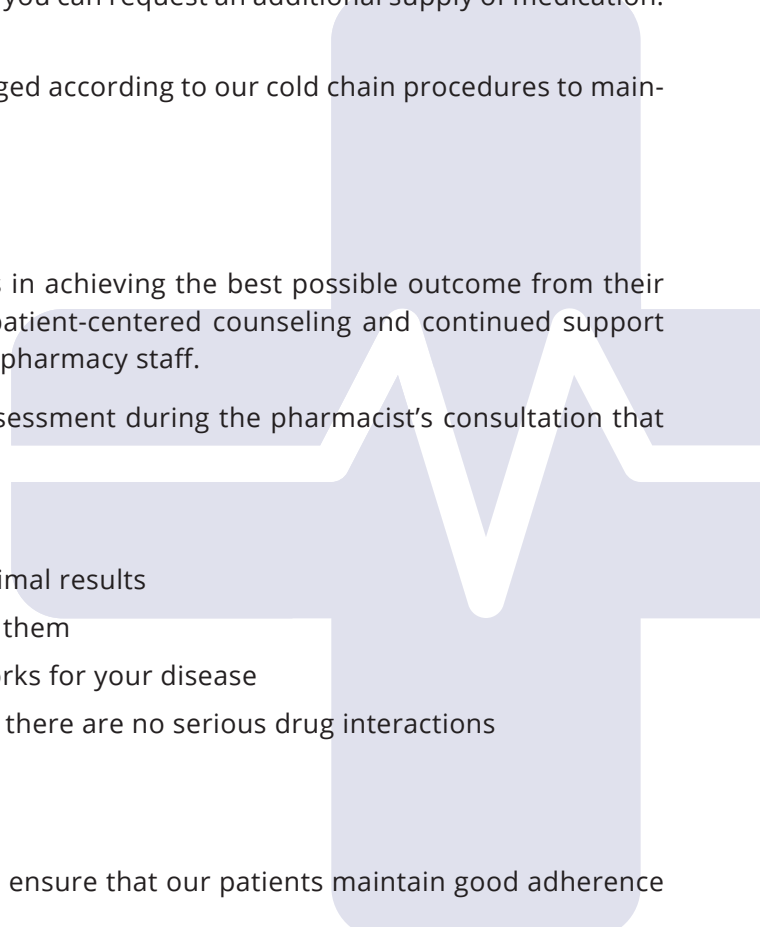 you can request an additional supply of medication.
ged according to our cold chain procedures to main-
in achieving the best possible outcome from their
patient-centered counseling and continued support
pharmacy staff.
sessment during the pharmacist’s consultation that
imal results
them
rks for your disease
there are no serious drug interactions
ensure that our patients maintain good adherence